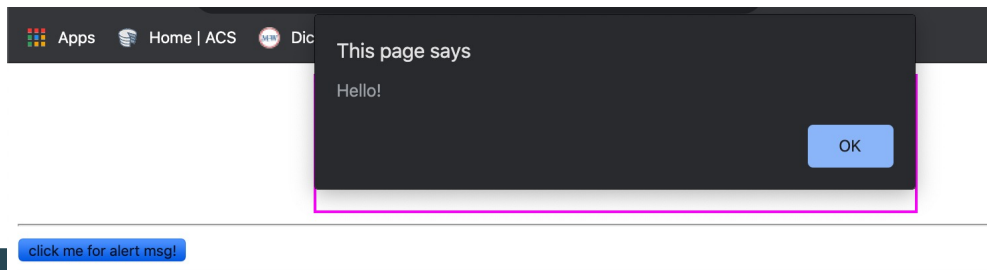 Apps Home | ACS Dic
This page says
Hello!
OK
click me for alert msg!